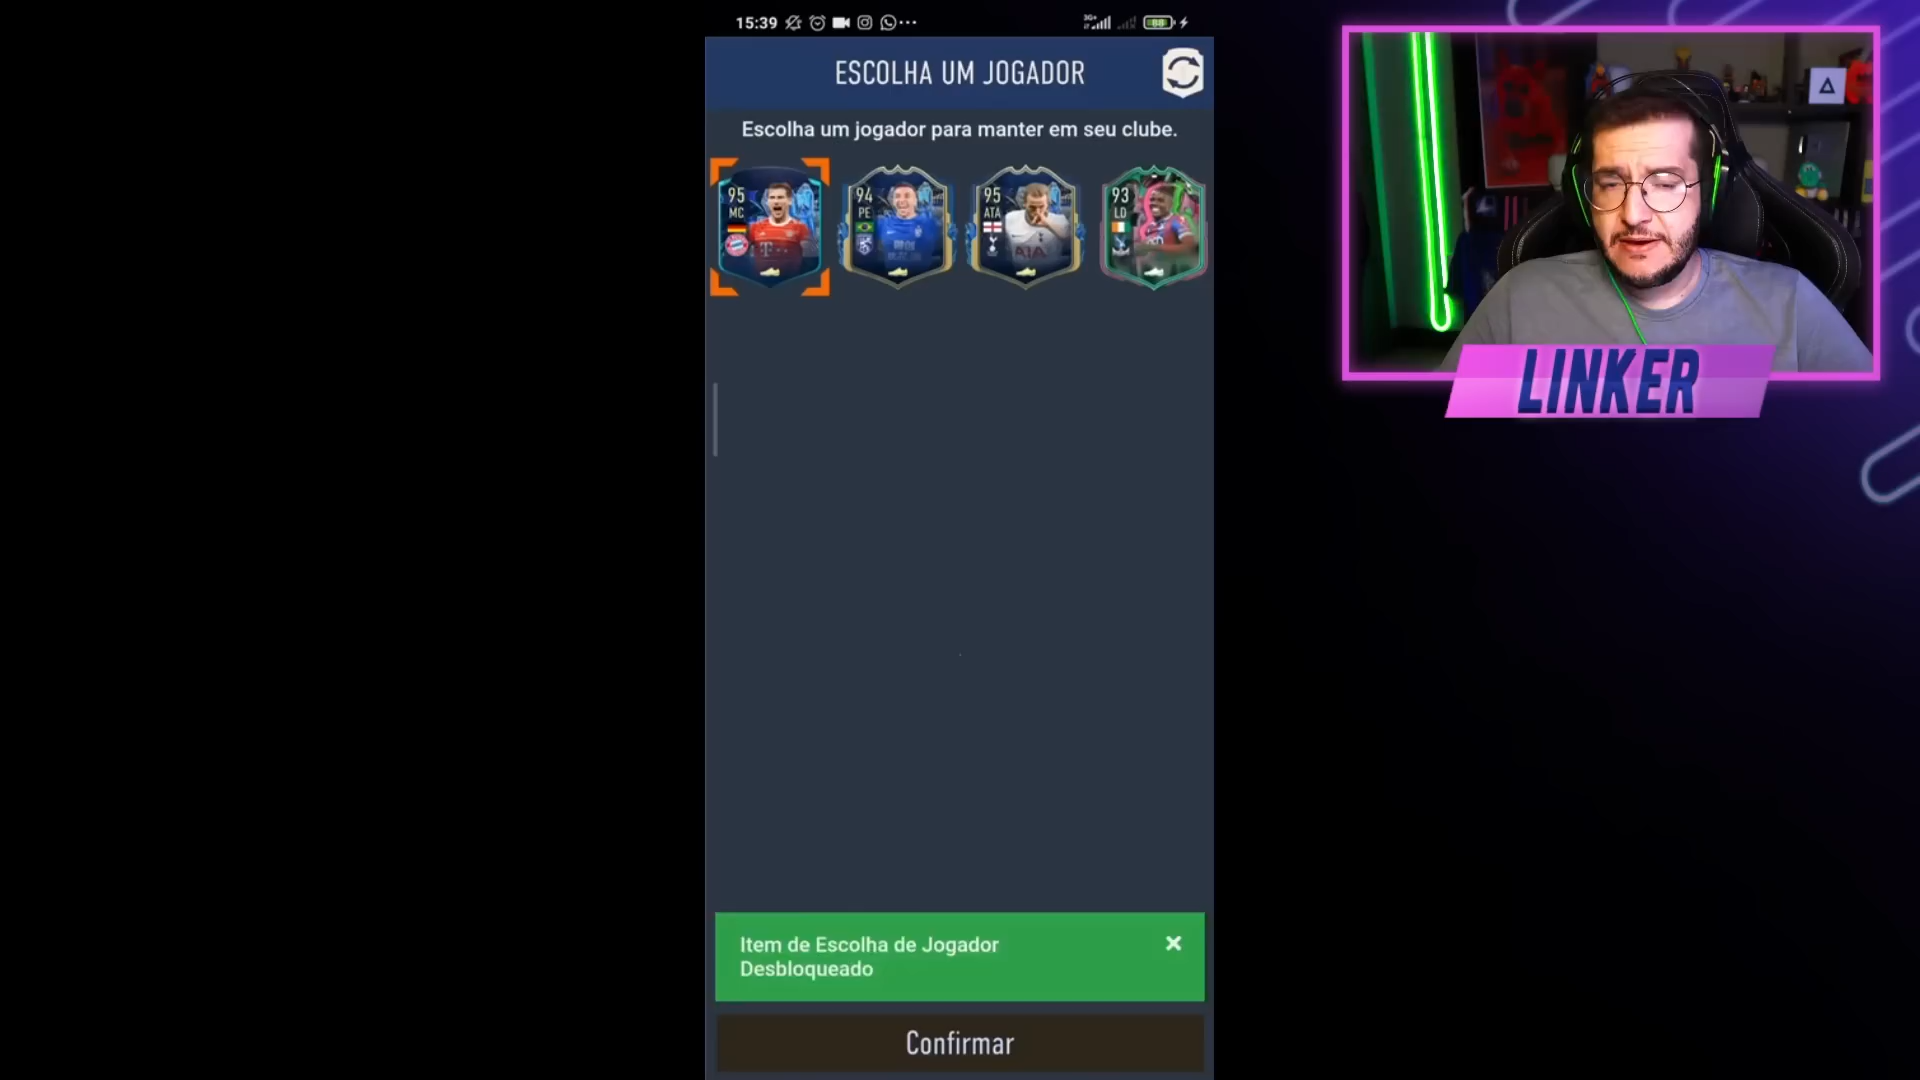 15:39
88
ESCOLHA UM JOGADOR
Escolha um jogador para manter em seu clube.
95
MC
94
PE
95
ATA
93
LD
LINKER
Item de Escolha de Jogador
Desbloqueado
Confirmar